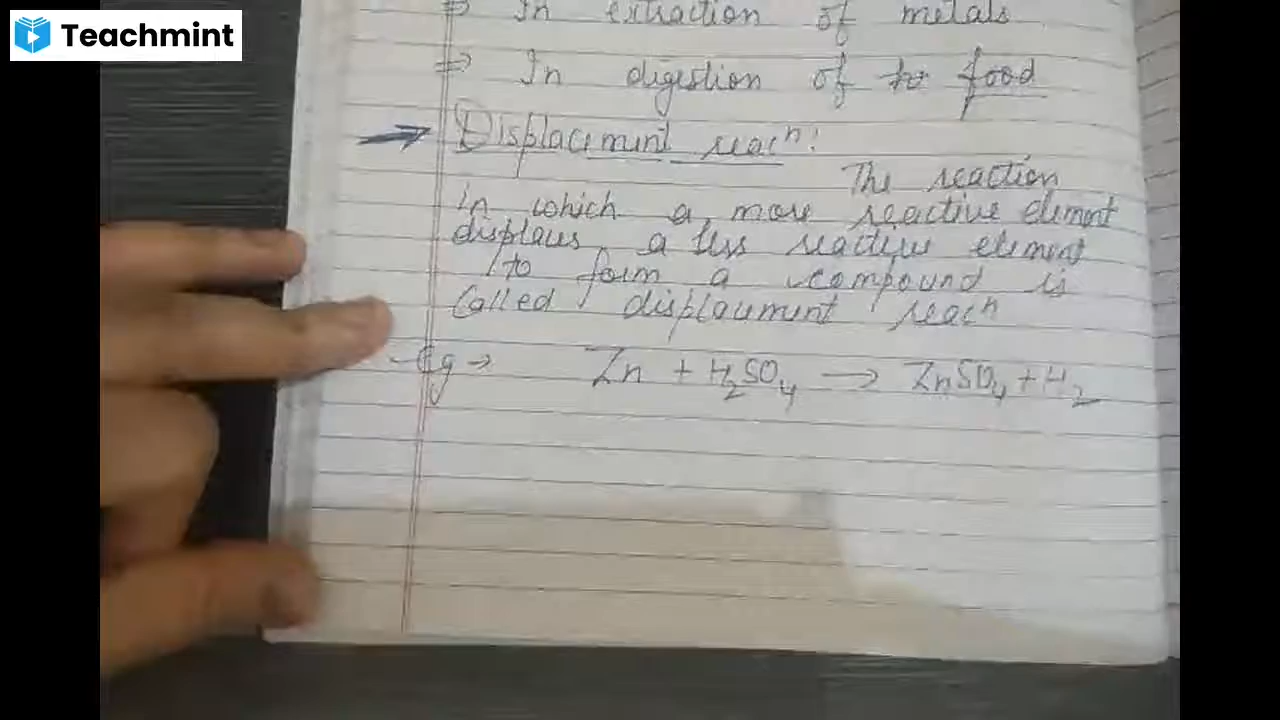 Teachmint
⇒ In extraction of metals
⇒ In digestion of food
→ Displacement reacⁿ:
The reaction
in which a more reactive element
displaces a less reactive element
to form a compound is
called displacement reacⁿ
Eg → Zn + H₂SO₄ → ZnSO₄ + H₂